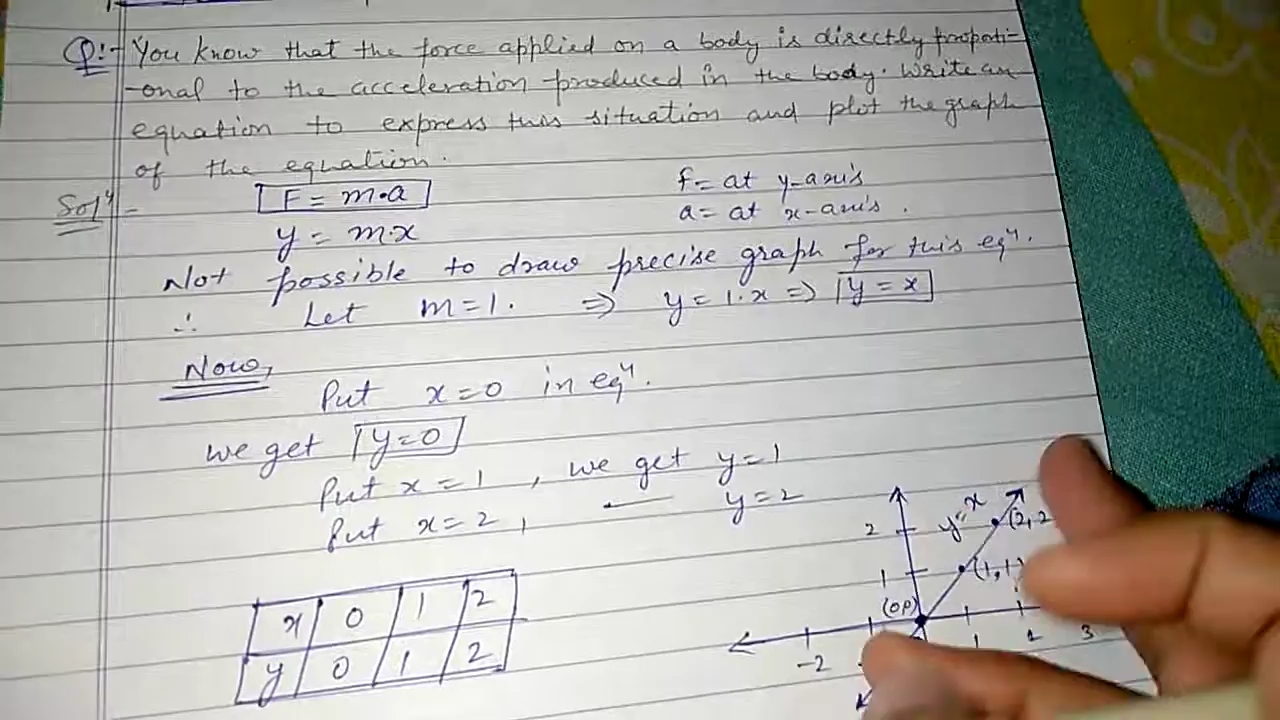 Q:- You know that the force applied on a body is directly proporti-
-onal to the acceleration produced in the body. Write an
equation to express this situation and plot the graph
of the equation.
Solⁿ - F = m·a
f = at y-axis
a = at x-axis.
y = m·x
Not possible to draw precise graph for this eqⁿ.
∴ Let m=1. ⇒ y = 1·x ⇒ y = x
Now,
Put x=0 in eqⁿ.
we get y=0
Put x=1, we get y=1
Put x=2, — y=2
x 0 1 2
y 0 1 2
y=x
2 (2,2
1 (1,1)
(0,0)
-2 1 2 3
3